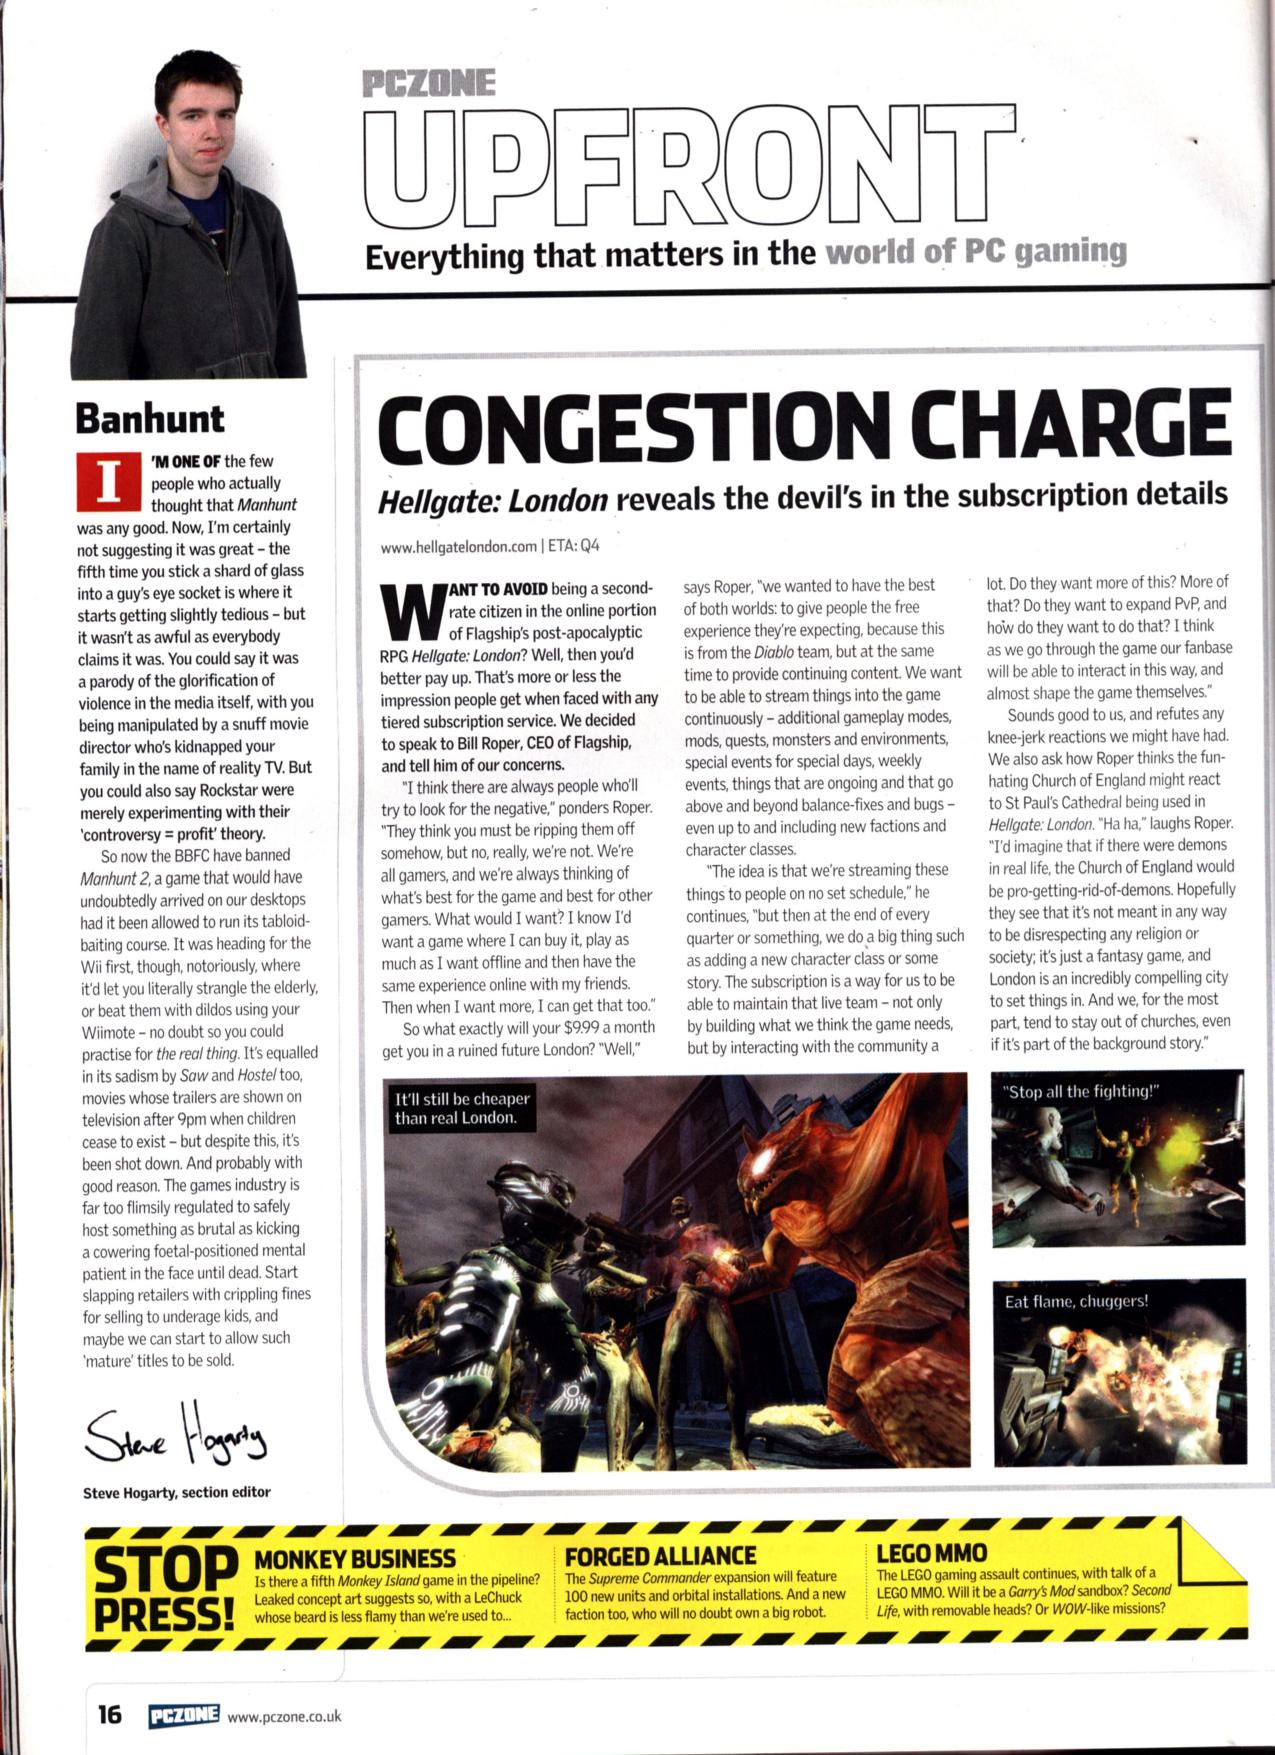 PCZONE
UPFRONT
Everything that matters in the world of PC gaming
Banhunt
I'M ONE OF the few
people who actually
thought that Manhunt
was any good. Now, I'm certainly
not suggesting it was great – the
fifth time you stick a shard of glass
into a guy's eye socket is where it
starts getting slightly tedious – but
it wasn't as awful as everybody
claims it was. You could say it was
a parody of the glorification of
violence in the media itself, with you
being manipulated by a snuff movie
director who's kidnapped your
family in the name of reality TV. But
you could also say Rockstar were
merely experimenting with their
'controversy = profit' theory.
So now the BBFC have banned
Manhunt 2, a game that would have
undoubtedly arrived on our desktops
had it been allowed to run its tabloid-
baiting course. It was heading for the
Wii first, though, notoriously, where
it'd let you literally strangle the elderly,
or beat them with dildos using your
Wiimote – no doubt so you could
practise for the real thing. It's equalled
in its sadism by Saw and Hostel too,
movies whose trailers are shown on
television after 9pm when children
cease to exist – but despite this, it's
been shot down. And probably with
good reason. The games industry is
far too flimsily regulated to safely
host something as brutal as kicking
a cowering foetal-positioned mental
patient in the face until dead. Start
slapping retailers with crippling fines
for selling to underage kids, and
maybe we can start to allow such
'mature' titles to be sold.
Steve Hogarty
Steve Hogarty, section editor
CONGESTION CHARGE
Hellgate: London reveals the devil's in the subscription details
www.hellgatelondon.com | ETA: Q4
WANT TO AVOID being a second-
rate citizen in the online portion
of Flagship's post-apocalyptic
RPG Hellgate: London? Well, then you'd
better pay up. That's more or less the
impression people get when faced with any
tiered subscription service. We decided
to speak to Bill Roper, CEO of Flagship,
and tell him of our concerns.
"I think there are always people who'll
try to look for the negative," ponders Roper.
"They think you must be ripping them off
somehow, but no, really, we're not. We're
all gamers, and we're always thinking of
what's best for the game and best for other
gamers. What would I want? I know I'd
want a game where I can buy it, play as
much as I want offline and then have the
same experience online with my friends.
Then when I want more, I can get that too."
So what exactly will your $9.99 a month
get you in a ruined future London? "Well,"
says Roper, "we wanted to have the best
of both worlds: to give people the free
experience they're expecting, because this
is from the Diablo team, but at the same
time to provide continuing content. We want
to be able to stream things into the game
continuously – additional gameplay modes,
mods, quests, monsters and environments,
special events for special days, weekly
events, things that are ongoing and that go
above and beyond balance-fixes and bugs –
even up to and including new factions and
character classes.
"The idea is that we're streaming these
things to people on no set schedule," he
continues, "but then at the end of every
quarter or something, we do a big thing such
as adding a new character class or some
story. The subscription is a way for us to be
able to maintain that live team – not only
by building what we think the game needs,
but by interacting with the community a
lot. Do they want more of this? More of
that? Do they want to expand PvP, and
how do they want to do that? I think
as we go through the game our fanbase
will be able to interact in this way, and
almost shape the game themselves."
Sounds good to us, and refutes any
knee-jerk reactions we might have had.
We also ask how Roper thinks the fun-
hating Church of England might react
to St Paul's Cathedral being used in
Hellgate: London. "Ha ha," laughs Roper.
"I'd imagine that if there were demons
in real life, the Church of England would
be pro-getting-rid-of-demons. Hopefully
they see that it's not meant in any way
to be disrespecting any religion or
society; it's just a fantasy game, and
London is an incredibly compelling city
to set things in. And we, for the most
part, tend to stay out of churches, even
if it's part of the background story."
It'll still be cheaper
than real London.
"Stop all the fighting!"
Eat flame, chuggers!
STOP
PRESS!
MONKEY BUSINESS
Is there a fifth Monkey Island game in the pipeline?
Leaked concept art suggests so, with a LeChuck
whose beard is less flamy than we're used to...
FORGED ALLIANCE
The Supreme Commander expansion will feature
100 new units and orbital installations. And a new
faction too, who will no doubt own a big robot.
LEGO MMO
The LEGO gaming assault continues, with talk of a
LEGO MMO. Will it be a Garry's Mod sandbox? Second
Life, with removable heads? Or WOW-like missions?
16
PCZONE
www.pczone.co.uk